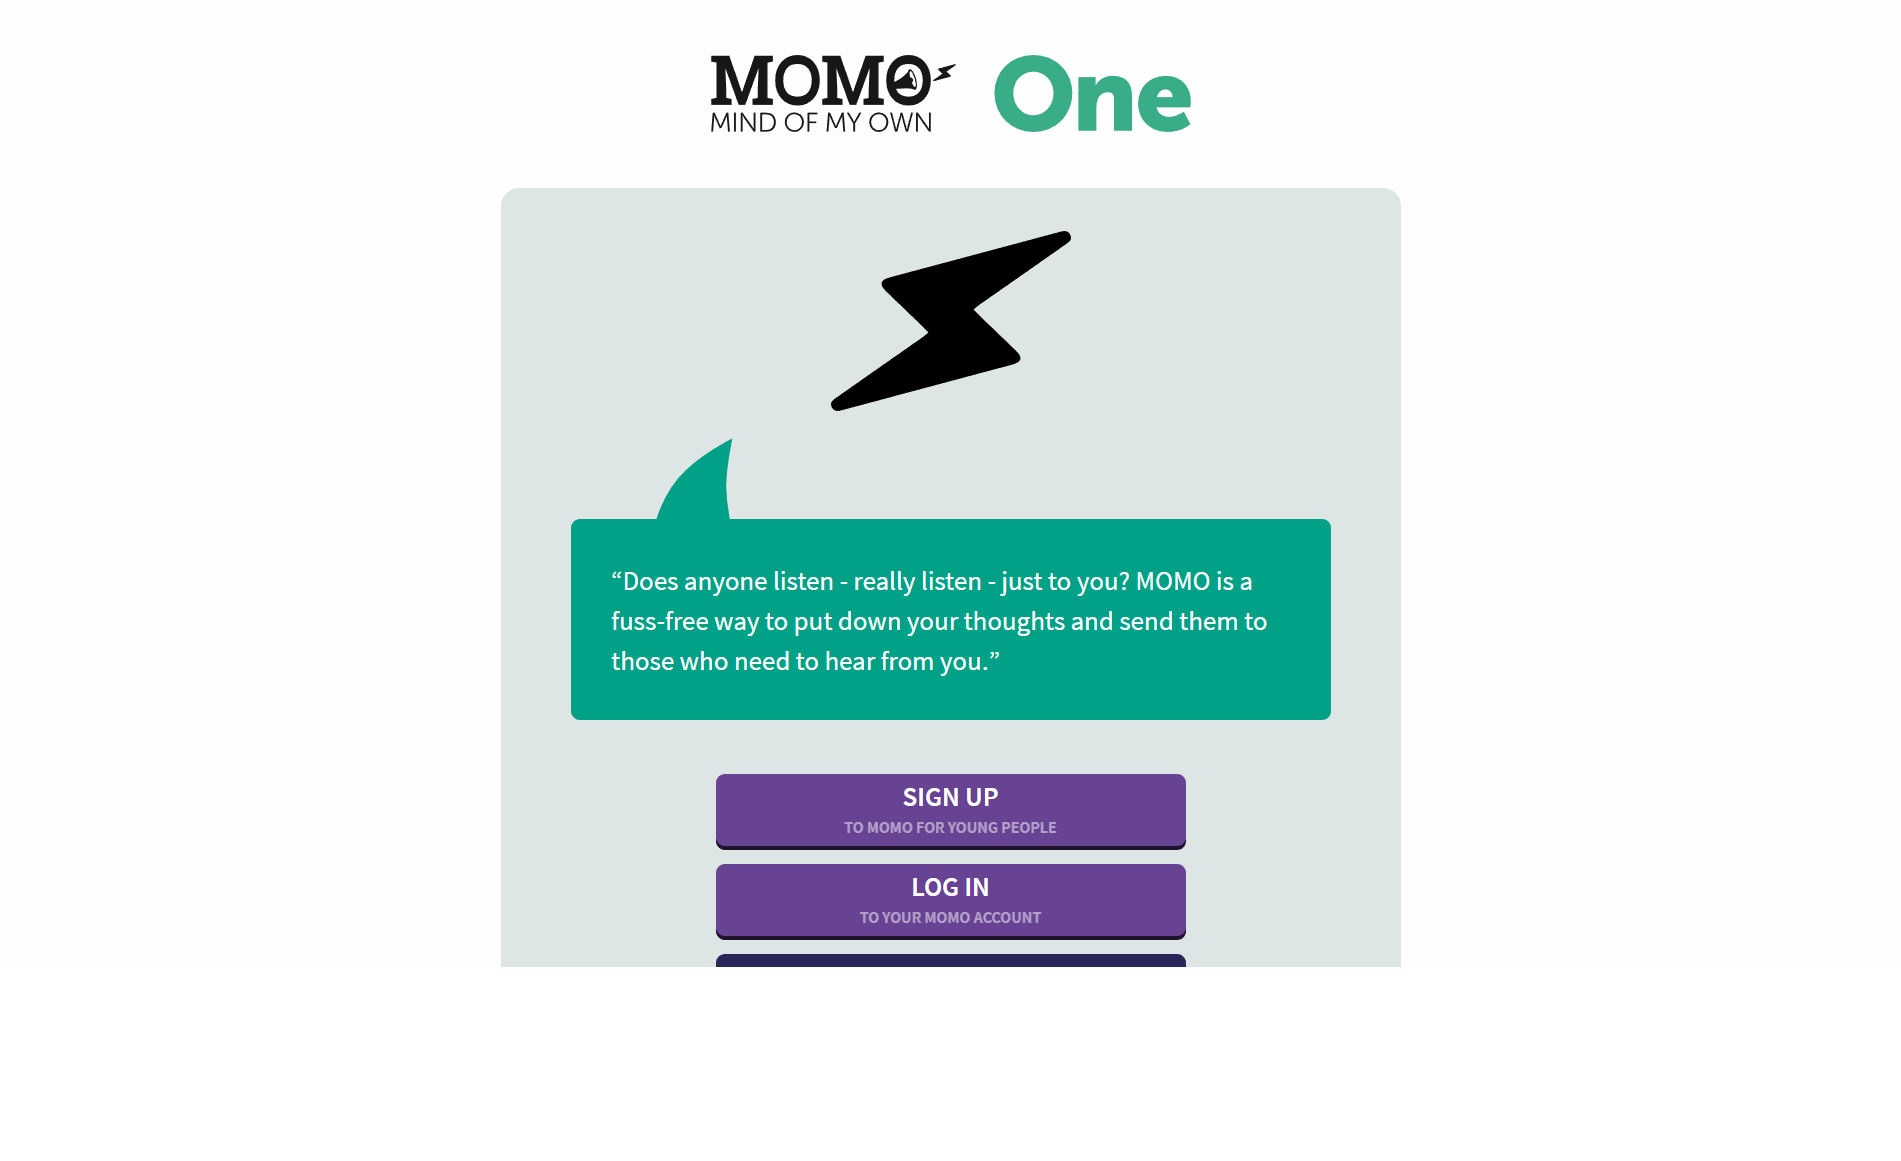 MOMO One
MIND OF MY OWN
“Does anyone listen - really listen - just to you? MOMO is a
fuss-free way to put down your thoughts and send them to
those who need to hear from you.”
SIGN UP
TO MOMO FOR YOUNG PEOPLE
LOG IN
TO YOUR MOMO ACCOUNT